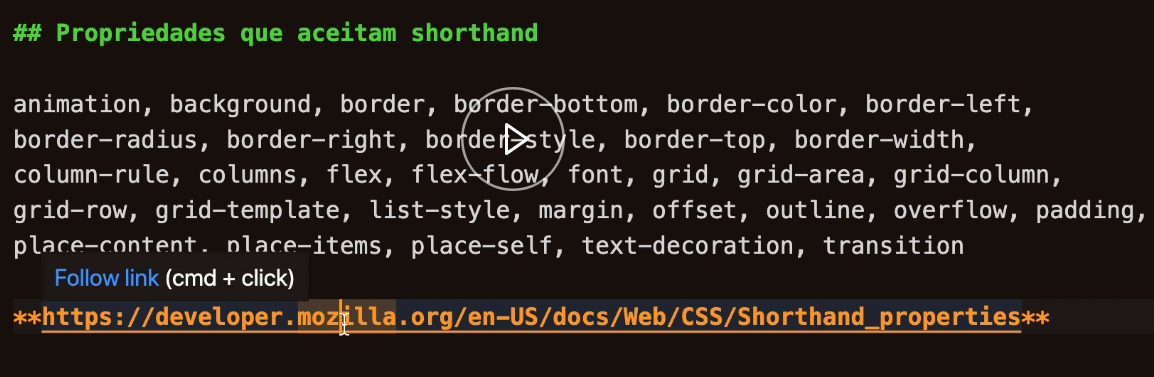 ## Propriedades que aceitam shorthand
animation, background, border, border-bottom, border-color, border-left,
border-radius, border-right, border-style, border-top, border-width,
column-rule, columns, flex, flex-flow, font, grid, grid-area, grid-column,
grid-row, grid-template, list-style, margin, offset, outline, overflow, padding,
place-content, place-items, place-self, text-decoration, transition
Follow link (cmd + click)
**https://developer.mozilla.org/en-US/docs/Web/CSS/Shorthand_properties**